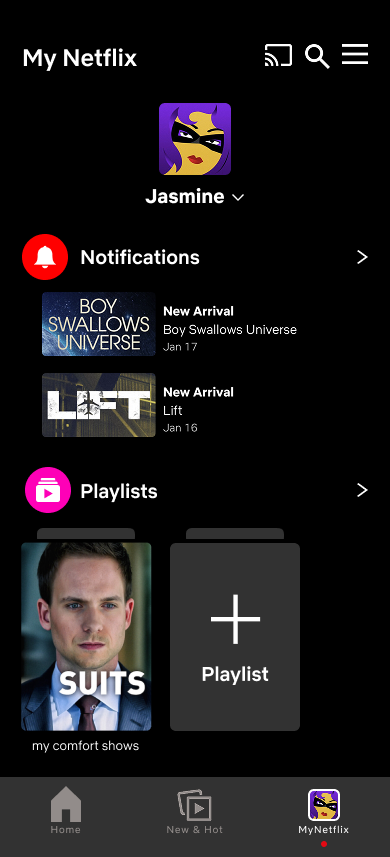 My Netflix
Jasmine
Notifications
BOY
SWALLOWS
UNIVERSE
New Arrival
Boy Swallows Universe
Jan 17
LIFT
New Arrival
Lift
Jan 16
Playlists
SUITS
my comfort shows
Playlist
Home
New & Hot
MyNetflix